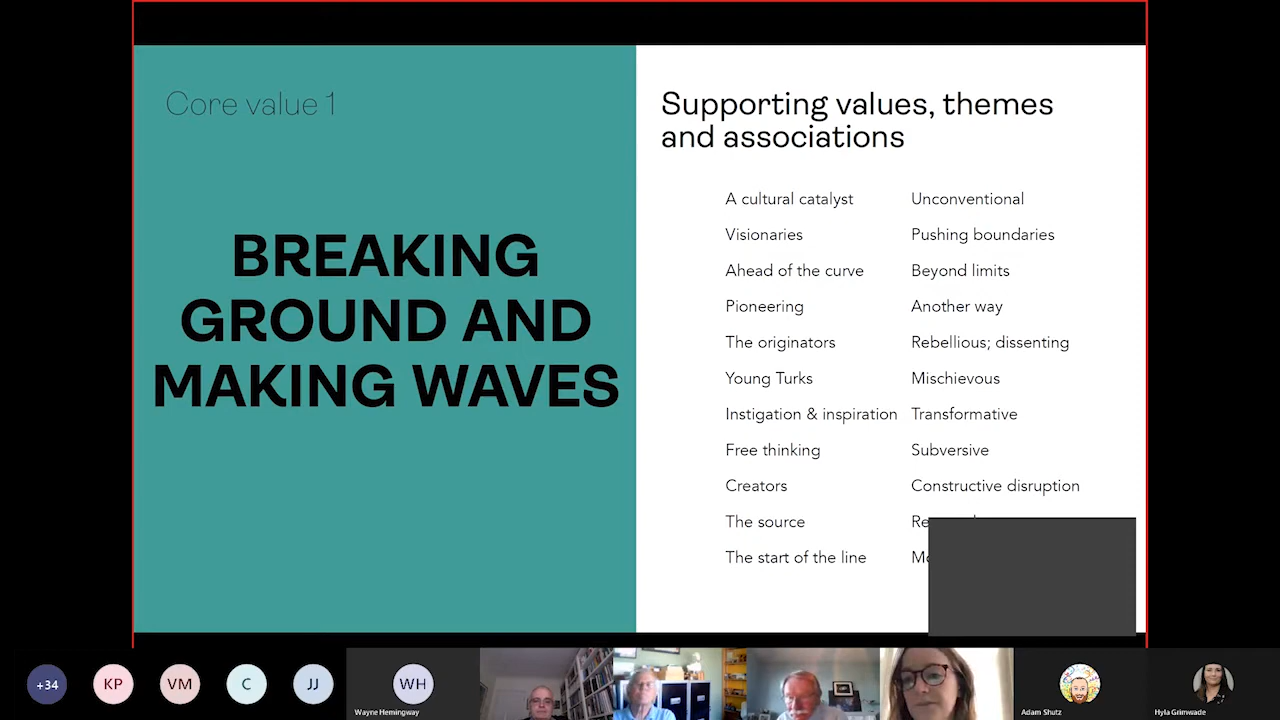 Core value 1
BREAKING
GROUND AND
MAKING WAVES
Supporting values, themes
and associations
A cultural catalyst
Visionaries
Ahead of the curve
Pioneering
The originators
Young Turks
Instigation & inspiration
Free thinking
Creators
The source
The start of the line
Unconventional
Pushing boundaries
Beyond limits
Another way
Rebellious; dissenting
Mischievous
Transformative
Subversive
Constructive disruption
+34
KP
VM
C
JJ
WH
Wayne Hemingway
Adam Shutz
Hyla Grimwade